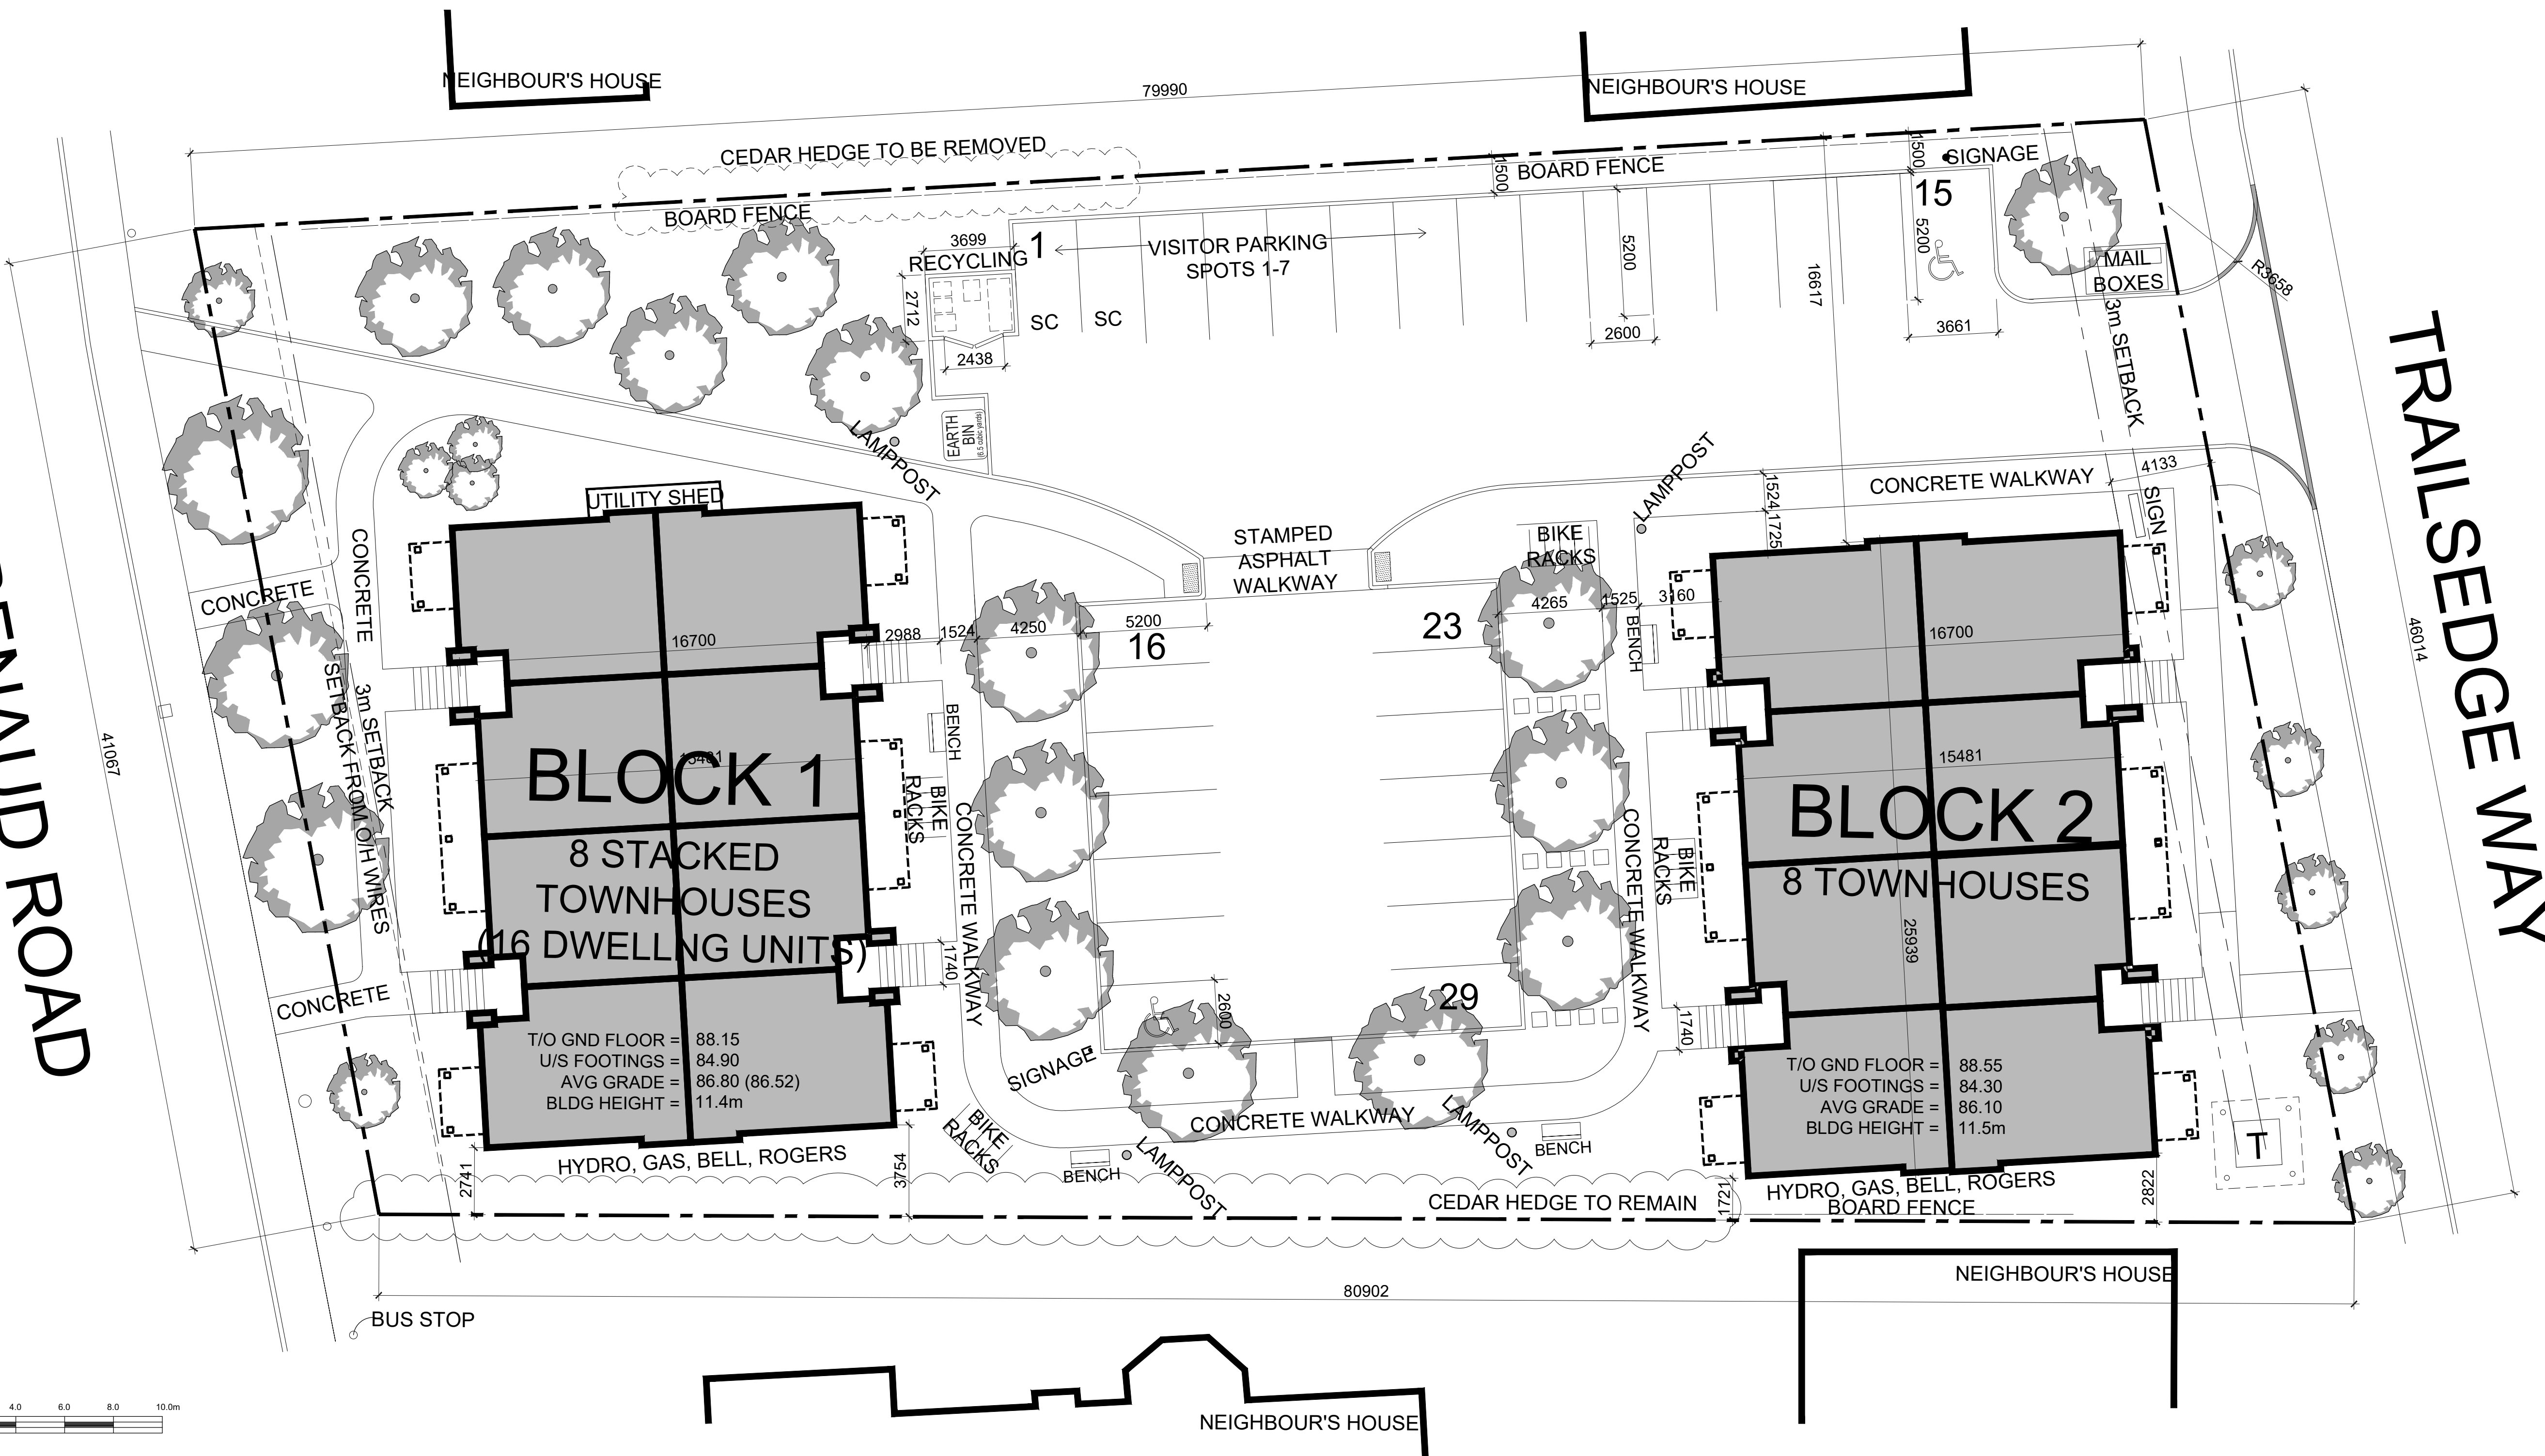 NEIGHBOUR'S HOUSE
79990
NEIGHBOUR'S HOUSE
CEDAR HEDGE TO BE REMOVED
BOARD FENCE
1500
BOARD FENCE
1500
SIGNAGE
15
3699
RECYCLING
1
VISITOR PARKING
SPOTS 1-7
5200
16617
5200
MAIL
BOXES
R3658
2712
SC
SC
2438
2600
3661
3m SETBACK
TRAILSEDGE WAY
46014
EARTH
BIN
(6.5 cubic yards)
LAMPPOST
LAMPPOST
CONCRETE WALKWAY
4133
SIGN
1524
1725
UTILITY SHED
STAMPED
ASPHALT
WALKWAY
BIKE
RACKS
CONCRETE
CONCRETE
16700
2988
1524
4250
5200
16
23
4265
1525
3160
BENCH
16700
41067
ROAD
3m SETBACK
SETBACK FROM O/H WIRES
BENCH
BLOCK 1
15481
BIKE
RACKS
CONCRETE WALKWAY
8 STACKED
TOWNHOUSES
(16 DWELLNG UNITS)
1740
CONCRETE WALKWAY
BIKE
RACKS
15481
BLOCK 2
8 TOWNHOUSES
25939
CONCRETE
T/O GND FLOOR = 88.15
U/S FOOTINGS = 84.90
AVG GRADE = 86.80 (86.52)
BLDG HEIGHT = 11.4m
SIGNAGE
2600
29
1740
T/O GND FLOOR = 88.55
U/S FOOTINGS = 84.30
AVG GRADE = 86.10
BLDG HEIGHT = 11.5m
BIKE
RACKS
CONCRETE WALKWAY
LAMPPOST
BENCH
BENCH
LAMPPOST
T
HYDRO, GAS, BELL, ROGERS
2741
3754
CEDAR HEDGE TO REMAIN
1721
HYDRO, GAS, BELL, ROGERS
BOARD FENCE
2822
NEIGHBOUR'S HOUSE
80902
BUS STOP
NEIGHBOUR'S HOUSE
4.0 6.0 8.0 10.0m